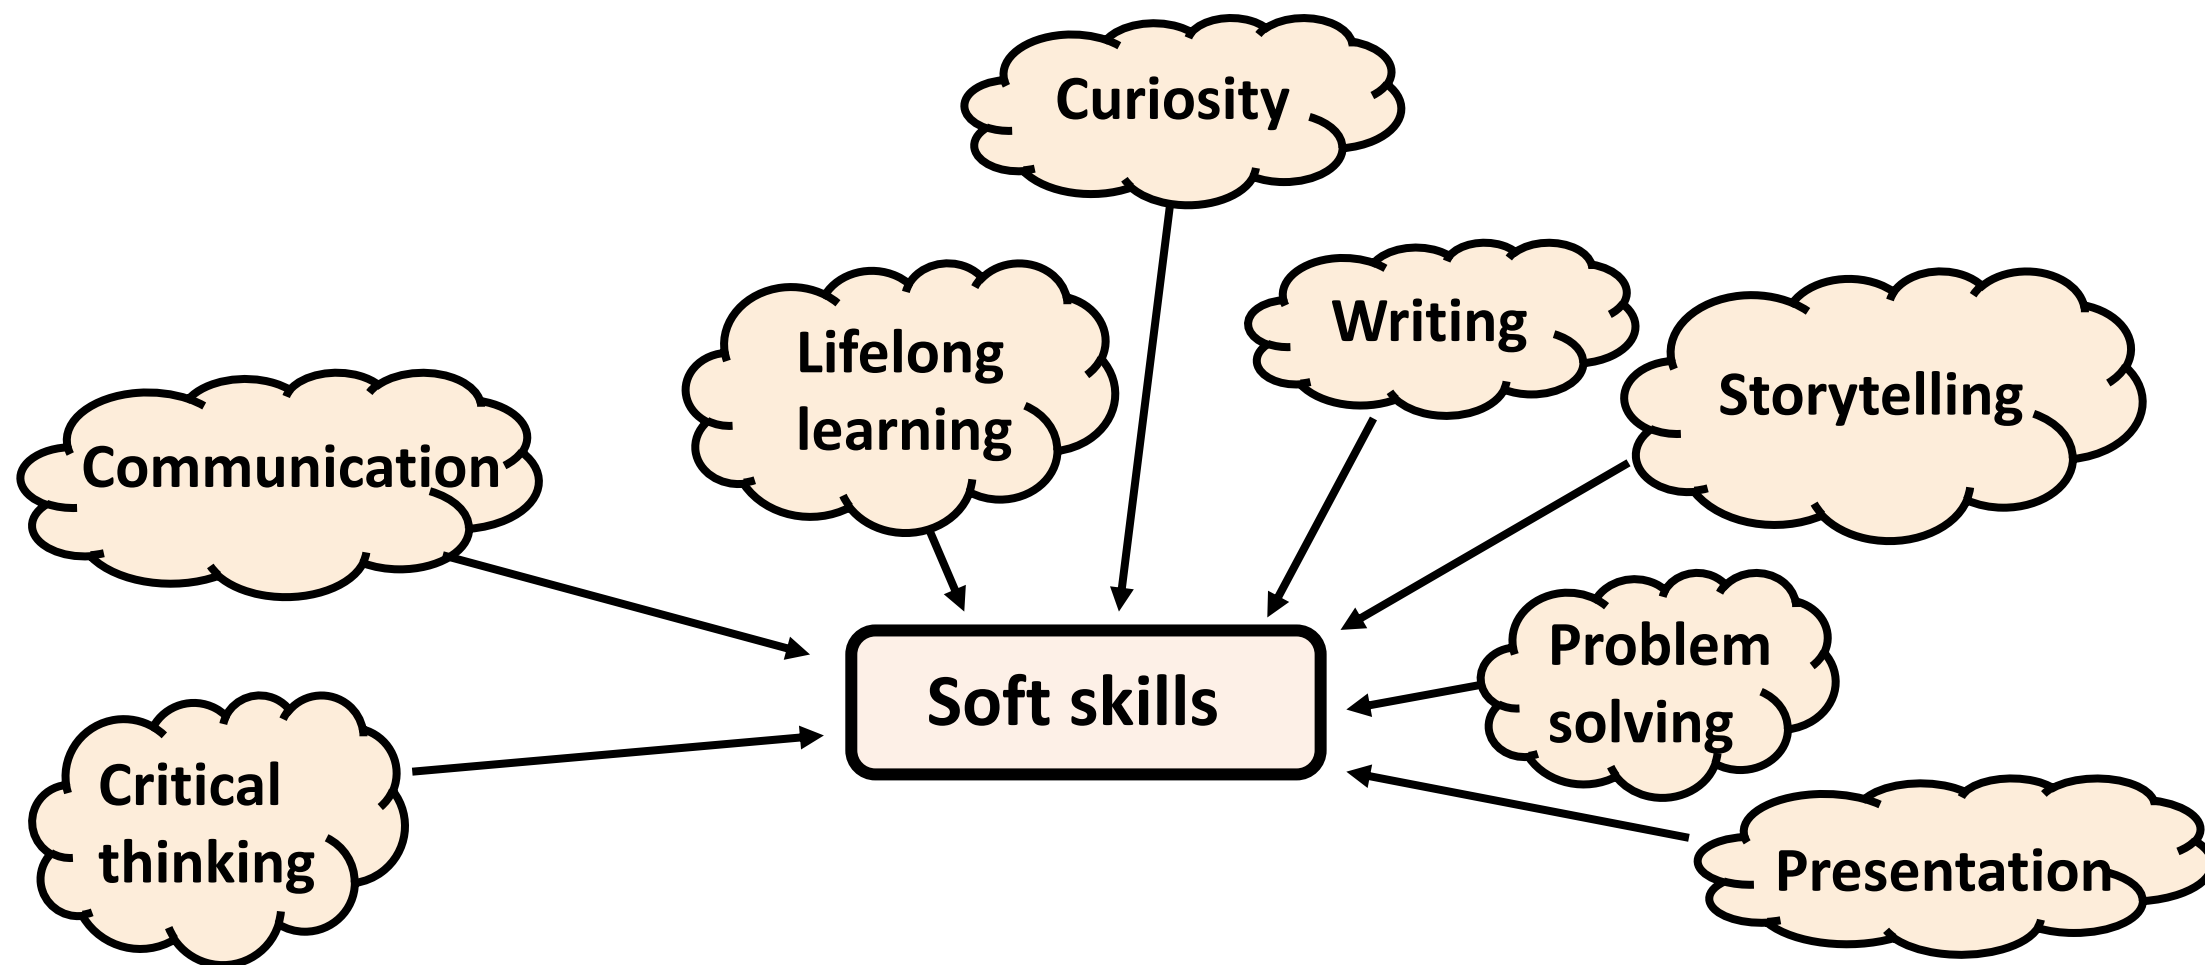 Curiosity
Lifelong
learning
Writing
Storytelling
Communication
Soft skills
Problem
solving
Critical
thinking
Presentation